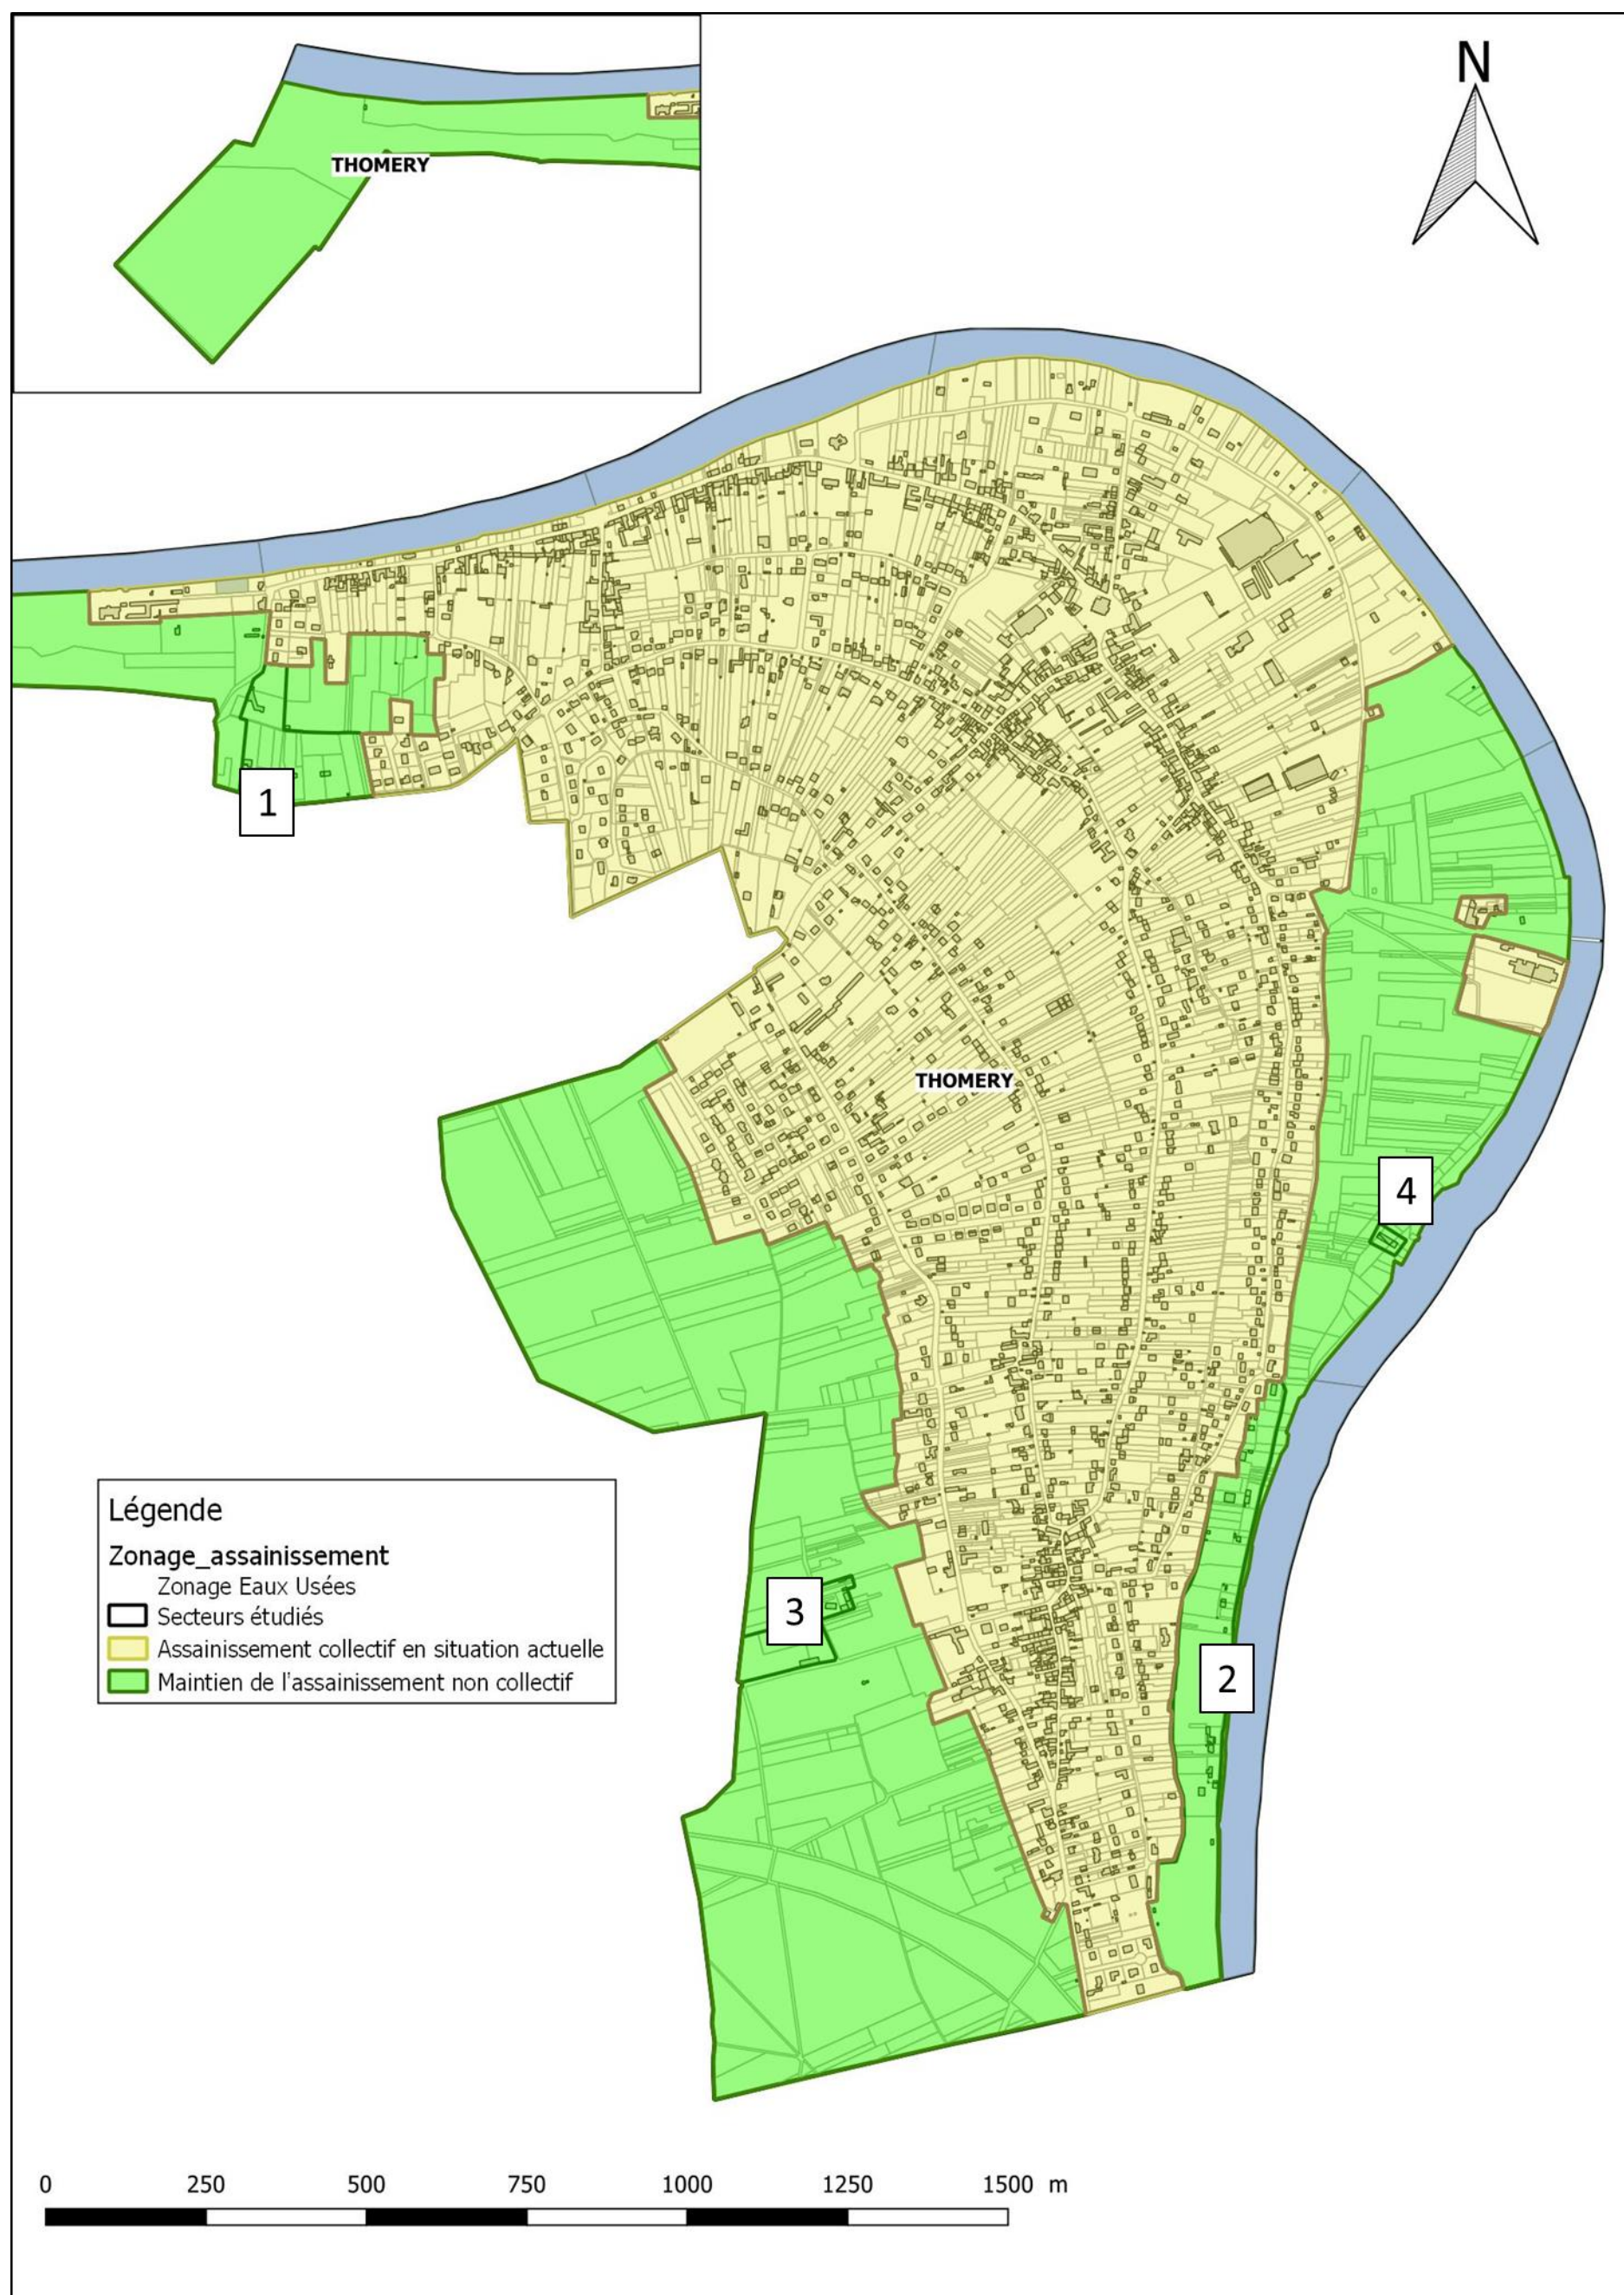 N
THOMERY
1
THOMERY
4
Légende
Zonage_assainissement
Zonage Eaux Usées
Secteurs étudiés
Assainissement collectif en situation actuelle
Maintien de l'assainissement non collectif
3
2
0 250 500 750 1000 1250 1500 m